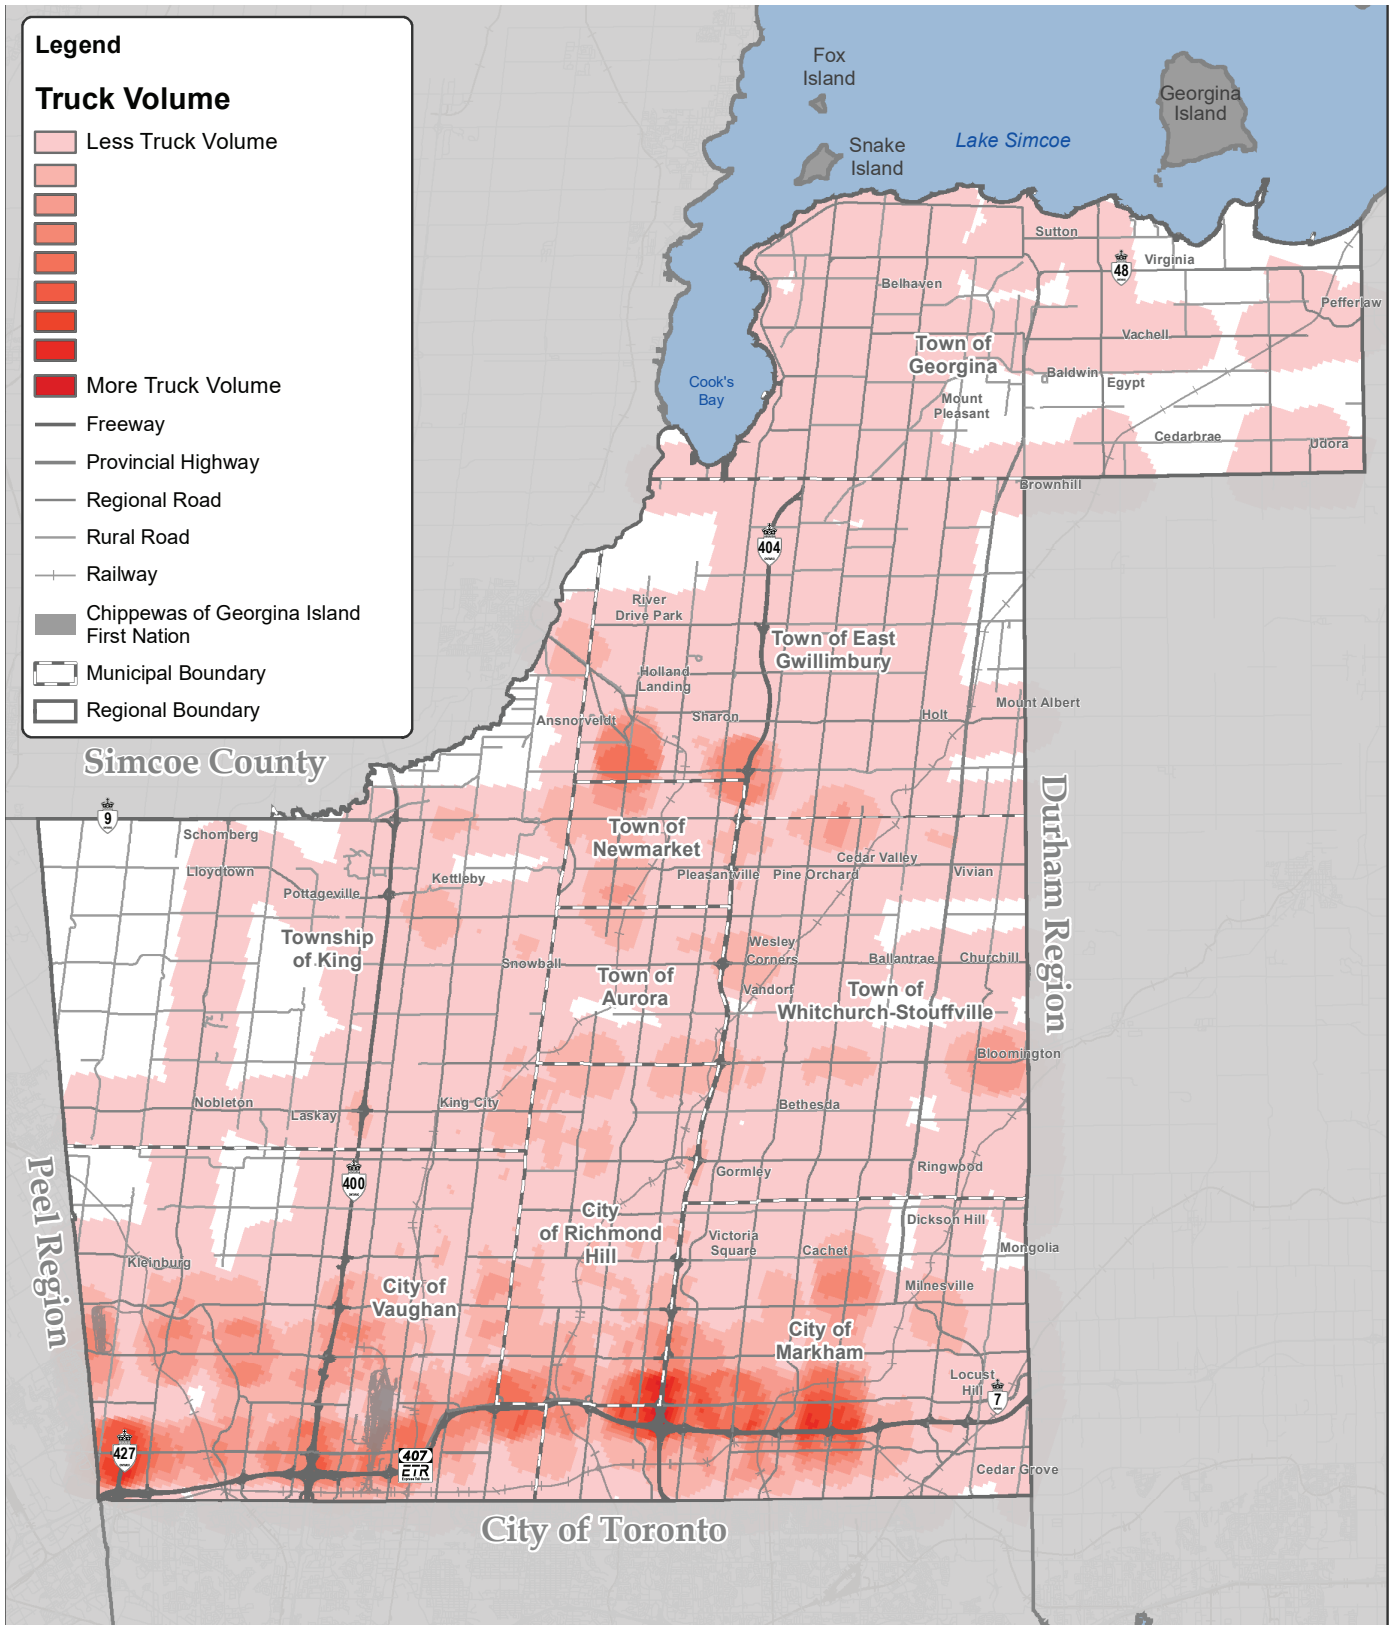 Legend
Truck Volume
Less Truck Volume
More Truck Volume
Freeway
Provincial Highway
Regional Road
Rural Road
Railway
Chippewas of Georgina Island
First Nation
Municipal Boundary
Regional Boundary
Fox
Island
Snake
Island
Lake Simcoe
Georgina
Island
Sutton
48
Virginia
Belhaven
Pefferlaw
Vachell
Town of
Georgina
Baldwin
Egypt
Cook's
Bay
Mount
Pleasant
Cedarbrae
Udora
Brownhill
404
River
Drive Park
Town of East
Gwillimbury
Holland
Landing
Mount Albert
Ansnorveldt
Sharon
Holt
Simcoe County
Durham Region
9
Schomberg
Town of
Newmarket
Lloydtown
Kettleby
Cedar Valley
Pottageville
Pleasantville
Pine Orchard
Vivian
Township
of King
Snowball
Wesley
Corners
Ballantrae
Churchill
Town of
Aurora
Vandorf
Town of
Whitchurch-Stouffville
Bloomington
Nobleton
Laskay
King City
Bethesda
Peel Region
400
Gormley
Ringwood
City
of Richmond
Hill
Victoria
Square
Dickson Hill
Cachet
Mongolia
Kleinburg
City of
Vaughan
Milnesville
City of
Markham
Locust
Hill
7
427
407
ETR
Express Toll Route
Cedar Grove
City of Toronto